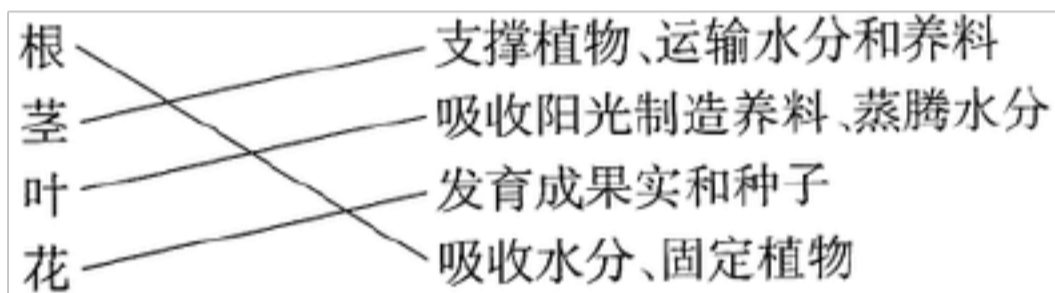 根 支撑植物、运输水分和养料
茎 吸收阳光制造养料、蒸腾水分
叶 发育成果实和种子
花 吸收水分、固定植物